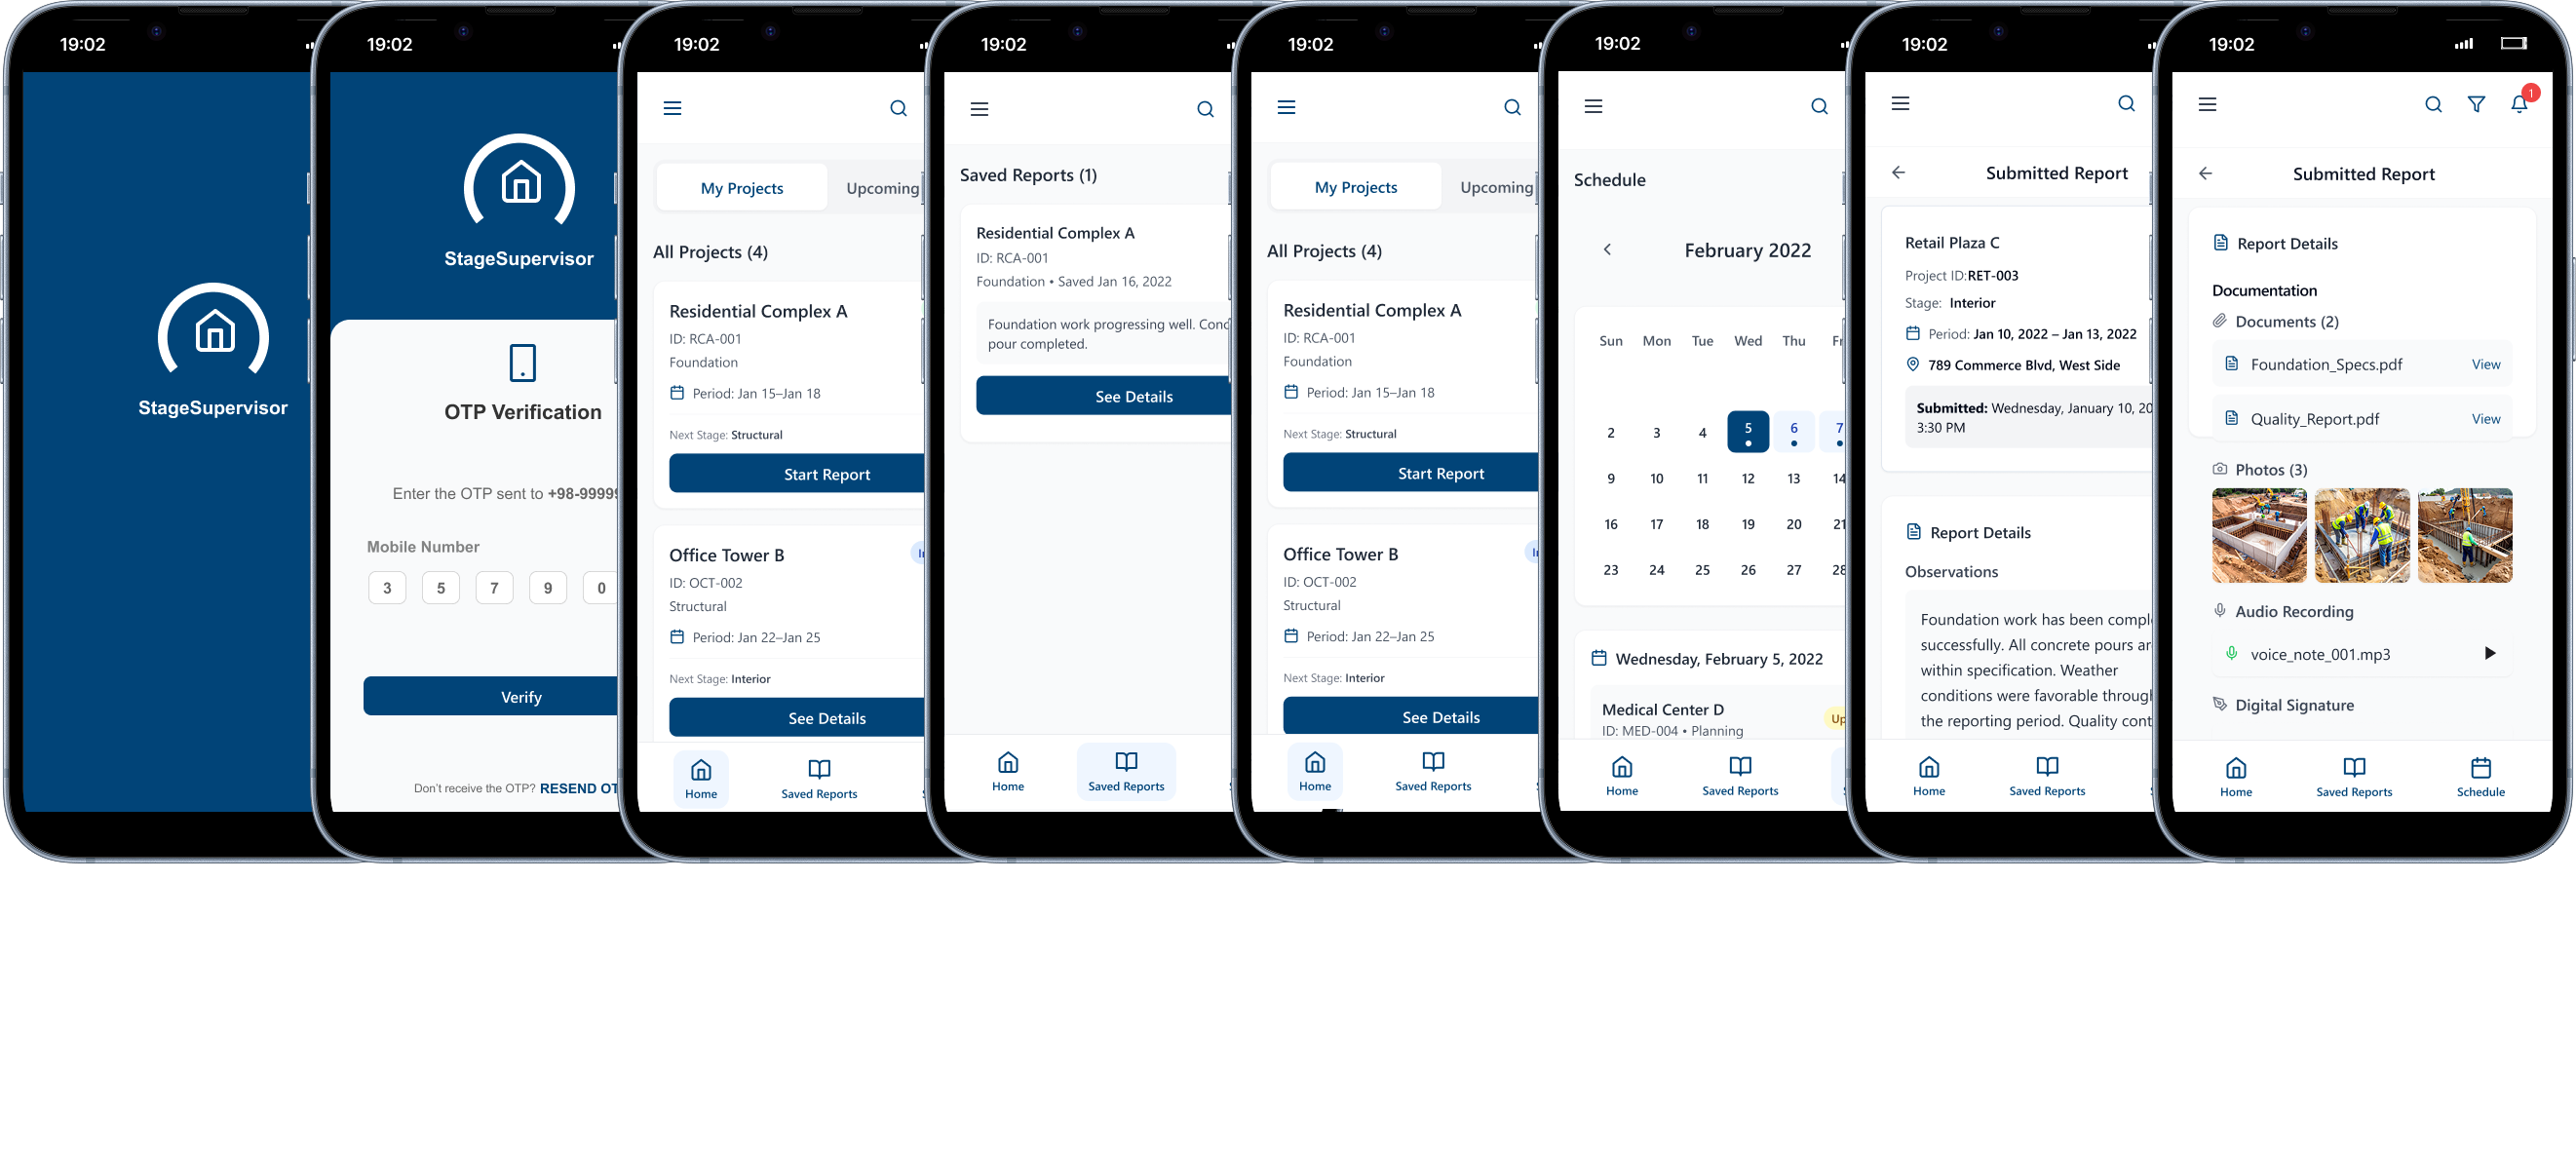 19:02
StageSupervisor
19:02
StageSupervisor
OTP Verification
Enter the OTP sent to +98-9999
Mobile Number
3 5 7 9 0
Verify
Don't receive the OTP? RESEND OT
19:02
My Projects Upcoming
All Projects (4)
Residential Complex A
ID: RCA-001
Foundation
Period: Jan 15–Jan 18
Next Stage: Structural
Start Report
Office Tower B
ID: OCT-002
Structural
Period: Jan 22–Jan 25
Next Stage: Interior
See Details
Home Saved Reports
19:02
Saved Reports (1)
Residential Complex A
ID: RCA-001
Foundation • Saved Jan 16, 2022
Foundation work progressing well. Conc
pour completed.
See Details
Home Saved Reports
19:02
My Projects Upcoming
All Projects (4)
Residential Complex A
ID: RCA-001
Foundation
Period: Jan 15–Jan 18
Next Stage: Structural
Start Report
Office Tower B
ID: OCT-002
Structural
Period: Jan 22–Jan 25
Next Stage: Interior
See Details
Home Saved Reports
19:02
Schedule
February 2022
Sun Mon Tue Wed Thu Fr
2 3 4 5 6 7
9 10 11 12 13 14
16 17 18 19 20 21
23 24 25 26 27 28
Wednesday, February 5, 2022
Medical Center D Up
ID: MED-004 • Planning
Home Saved Reports
19:02
Submitted Report
Retail Plaza C
Project ID:RET-003
Stage: Interior
Period: Jan 10, 2022 – Jan 13, 2022
789 Commerce Blvd, West Side
Submitted: Wednesday, January 10, 20
3:30 PM
Report Details
Observations
Foundation work has been compl
successfully. All concrete pours ar
within specification. Weather
conditions were favorable throug
the reporting period. Quality cont
Home Saved Reports
19:02
1
Submitted Report
Report Details
Documentation
Documents (2)
Foundation_Specs.pdf View
Quality_Report.pdf View
Photos (3)
Audio Recording
voice_note_001.mp3
Digital Signature
Home Saved Reports Schedule